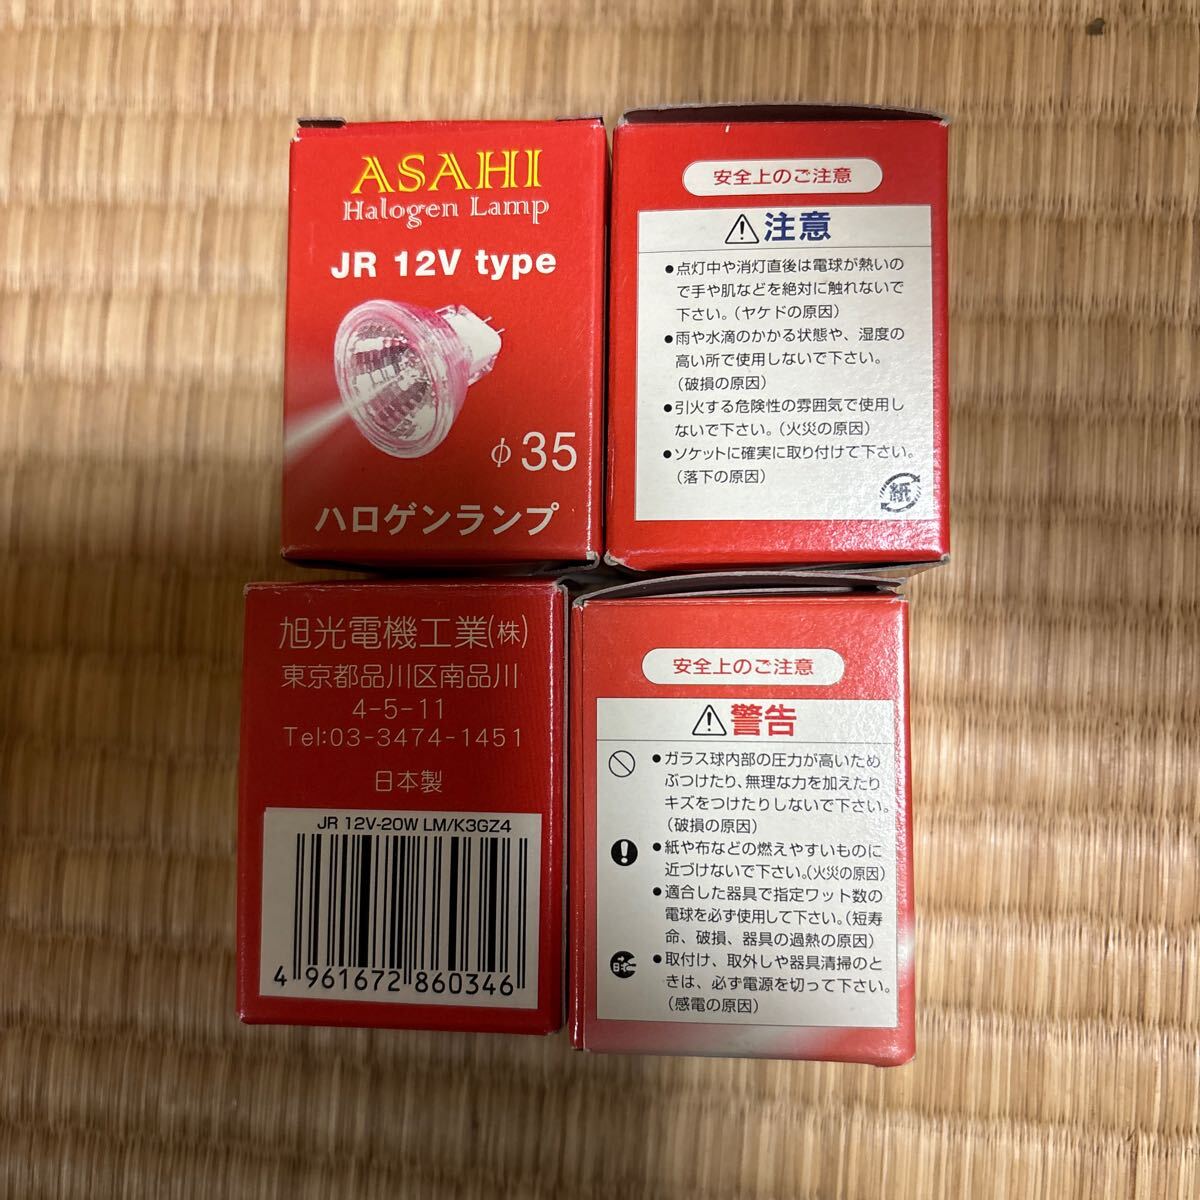 ASAHI
Halogen Lamp
JR 12V type
φ35
ハロゲンランプ
安全上のご注意
注意
●点灯中や消灯直後は電球が熱いの
で手や肌などを絶対に触れないで
下さい。(ヤケドの原因)
●雨や水滴のかかる状態や、湿度の
高い所で使用しないで下さい。
(破損の原因)
●引火する危険性の雰囲気で使用し
ないで下さい。(火災の原因)
●ソケットに確実に取り付けて下さい。
(落下の原因)
紙
旭光電機工業(株)
東京都品川区南品川
4-5-11
Tel:03-3474-1451
日本製
JR 12V-20W LM/K3GZ4
4 961672 860346
安全上のご注意
警告
●ガラス球内部の圧力が高いため
ぶつけたり、無理な力を加えたり
キズをつけたりしないで下さい。
(破損の原因)
●紙や布などの燃えやすいものに
近づけないで下さい。(火災の原因)
●適合した器具で指定ワット数の
電球を必ず使用して下さい。(短寿
命、破損、器具の過熱の原因)
●取付け、取外しや器具清掃のと
きは、必ず電源を切って下さい。
(感電の原因)